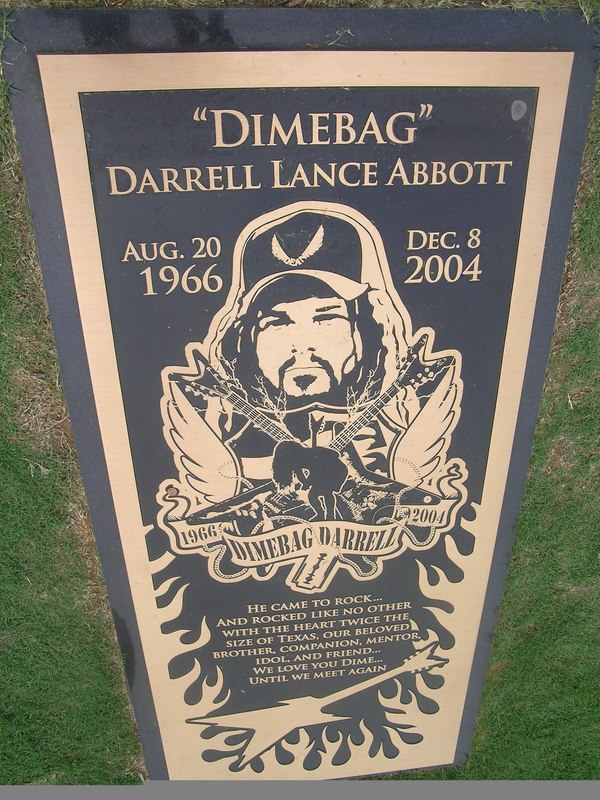 “DIMEBAG”
DARRELL LANCE ABBOTT
AUG. 20
1966
DEC. 8
2004
DEAN
1966
DIMEBAG DARRELL
2004
HE CAME TO ROCK...
AND ROCKED LIKE NO OTHER
WITH THE HEART TWICE THE
SIZE OF TEXAS, OUR BELOVED
BROTHER, COMPANION, MENTOR,
IDOL, AND FRIEND...
WE LOVE YOU DIME...
UNTIL WE MEET AGAIN